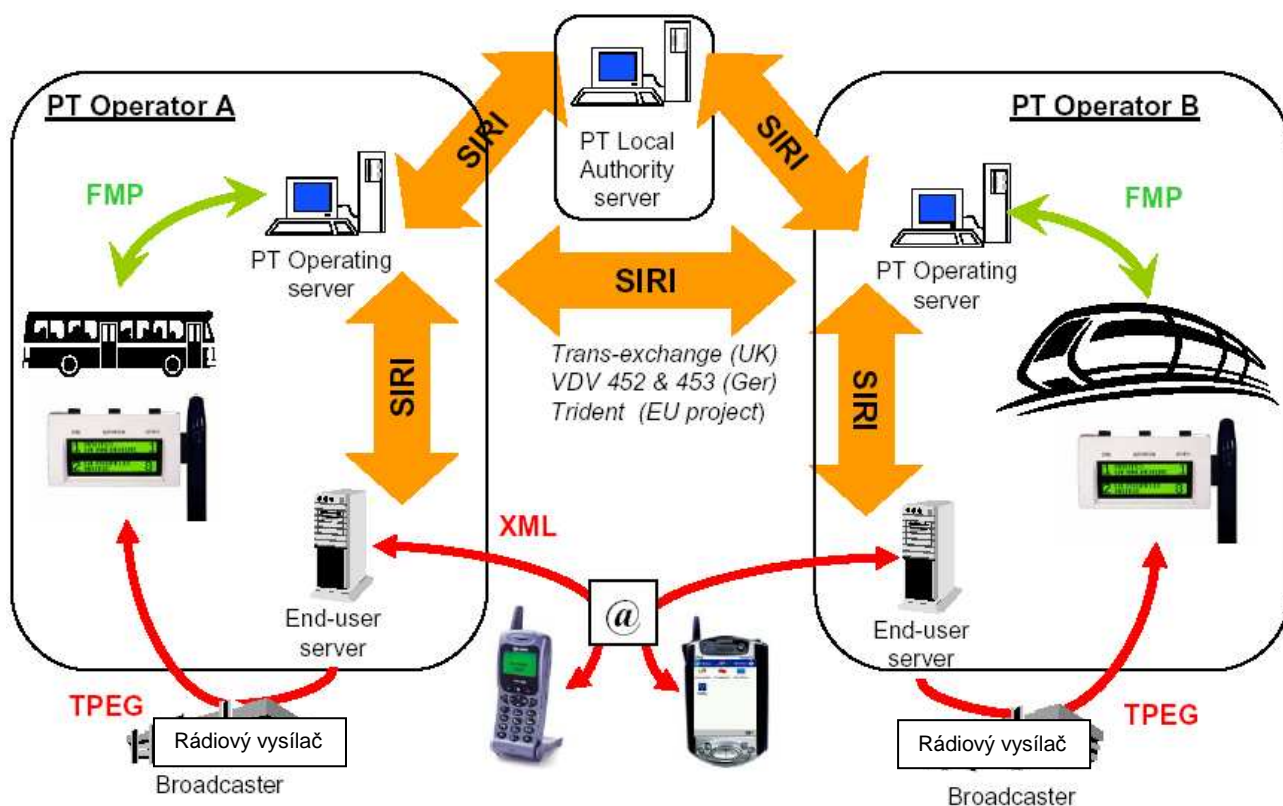 PT Operator A
FMP
PT Operating
server
SIRI
SIRI
PT Local
Authority
server
SIRI
PT Operator B
FMP
PT Operating
server
SIRI
Trans-exchange (UK)
VDV 452 & 453 (Ger)
Trident (EU project)
SIRI
XML
@
End-user
server
End-user
server
TPEG
Rádiový vysílač
Broadcaster
TPEG
Rádiový vysílač
Broadcaster